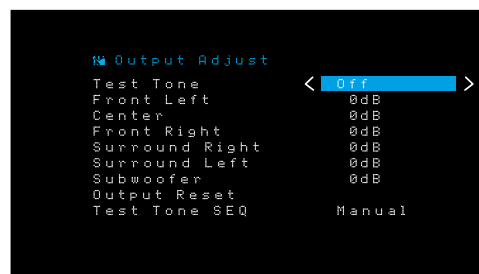 Output Adjust
Test Tone < Off >
Front Left 0dB
Center 0dB
Front Right 0dB
Surround Right 0dB
Surround Left 0dB
Subwoofer 0dB
Output Reset
Test Tone SEQ Manual